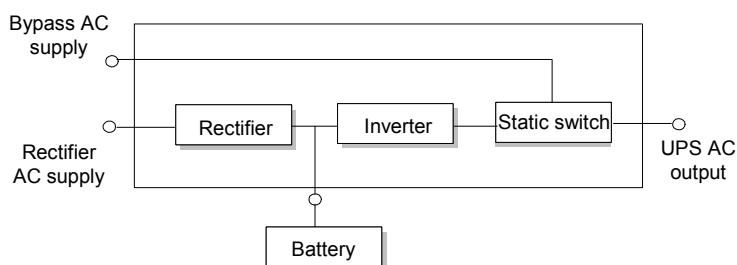 Bypass AC
supply
Rectifier
Inverter
Static switch
Rectifier
AC supply
UPS AC
output
Battery